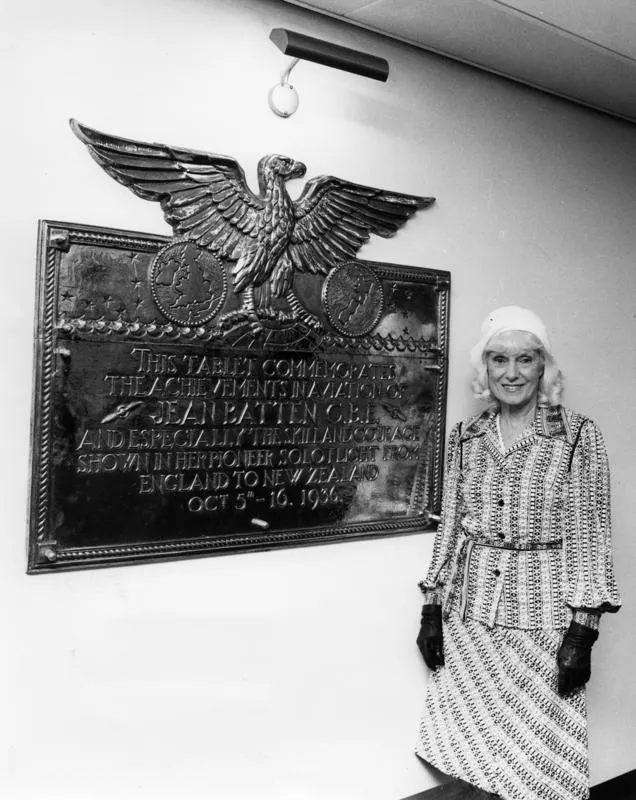 THIS TABLET COMMEMORATES
THE ACHIEVEMENTS IN AVIATION OF
JEAN BATTEN C.B.E.
AND ESPECIALLY THE SKILL AND COURAGE
SHOWN IN HER PIONEER SOLO FLIGHT FROM
ENGLAND TO NEW ZEALAND
OCT 5TH - 16. 1936